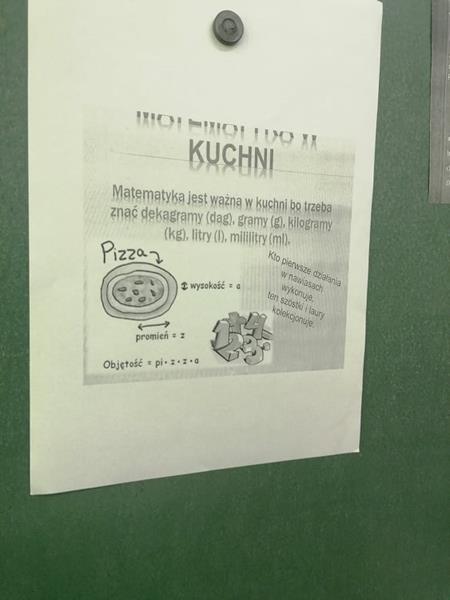 KUCHNI
Matematyka jest ważna w kuchni bo trzeba
znać dekagramy (dag), gramy (g), kilogramy
(kg), litry (l), mililitry (ml).
Pizza
wysokość = a
promień = z
Objętość = pi · z · z · a
Kto pierwsze działania
w nawiasach
wykonuje,
ten szóstki i laury
kolekcjonuje.